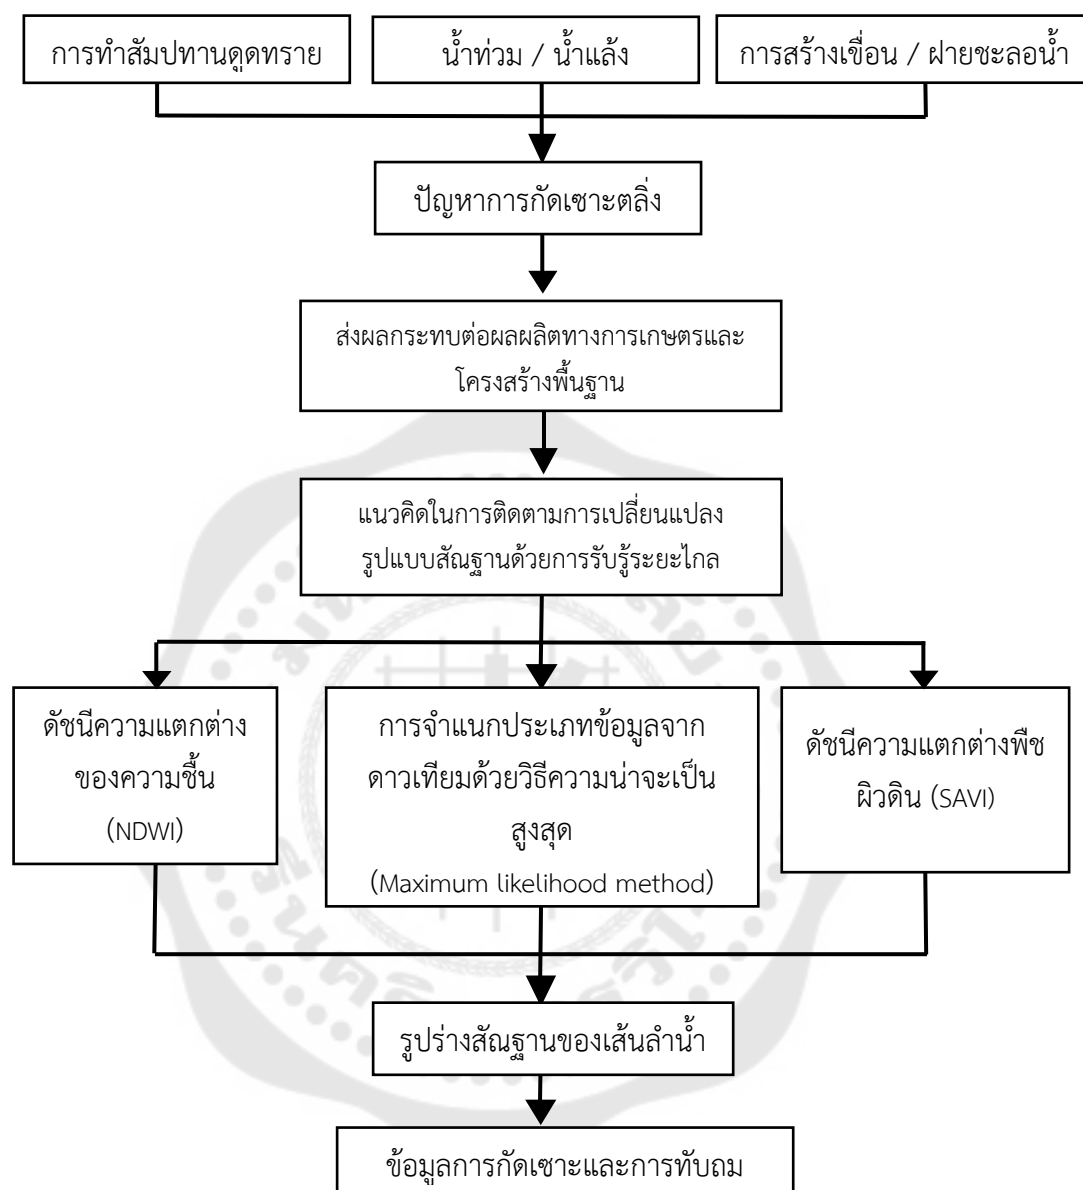 การทำสัมปทานดูดทราย
น้ำท่วม / น้ำแล้ง
การสร้างเขื่อน / ฝายชะลอน้ำ
ปัญหาการกัดเซาะตลิ่ง
ส่งผลกระทบต่อผลผลิตทางการเกษตรและ
โครงสร้างพื้นฐาน
แนวคิดในการติดตามการเปลี่ยนแปลง
รูปแบบสัณฐานด้วยการรับรู้ระยะไกล
ดัชนีความแตกต่าง
ของความชื้น
(NDWI)
การจำแนกประเภทข้อมูลจาก
ดาวเทียมด้วยวิธีความน่าจะเป็น
สูงสุด
(Maximum likelihood method)
ดัชนีความแตกต่างพืช
ผิวดิน (SAVI)
รูปร่างสัณฐานของเส้นลำน้ำ
ข้อมูลการกัดเซาะและการทับถม